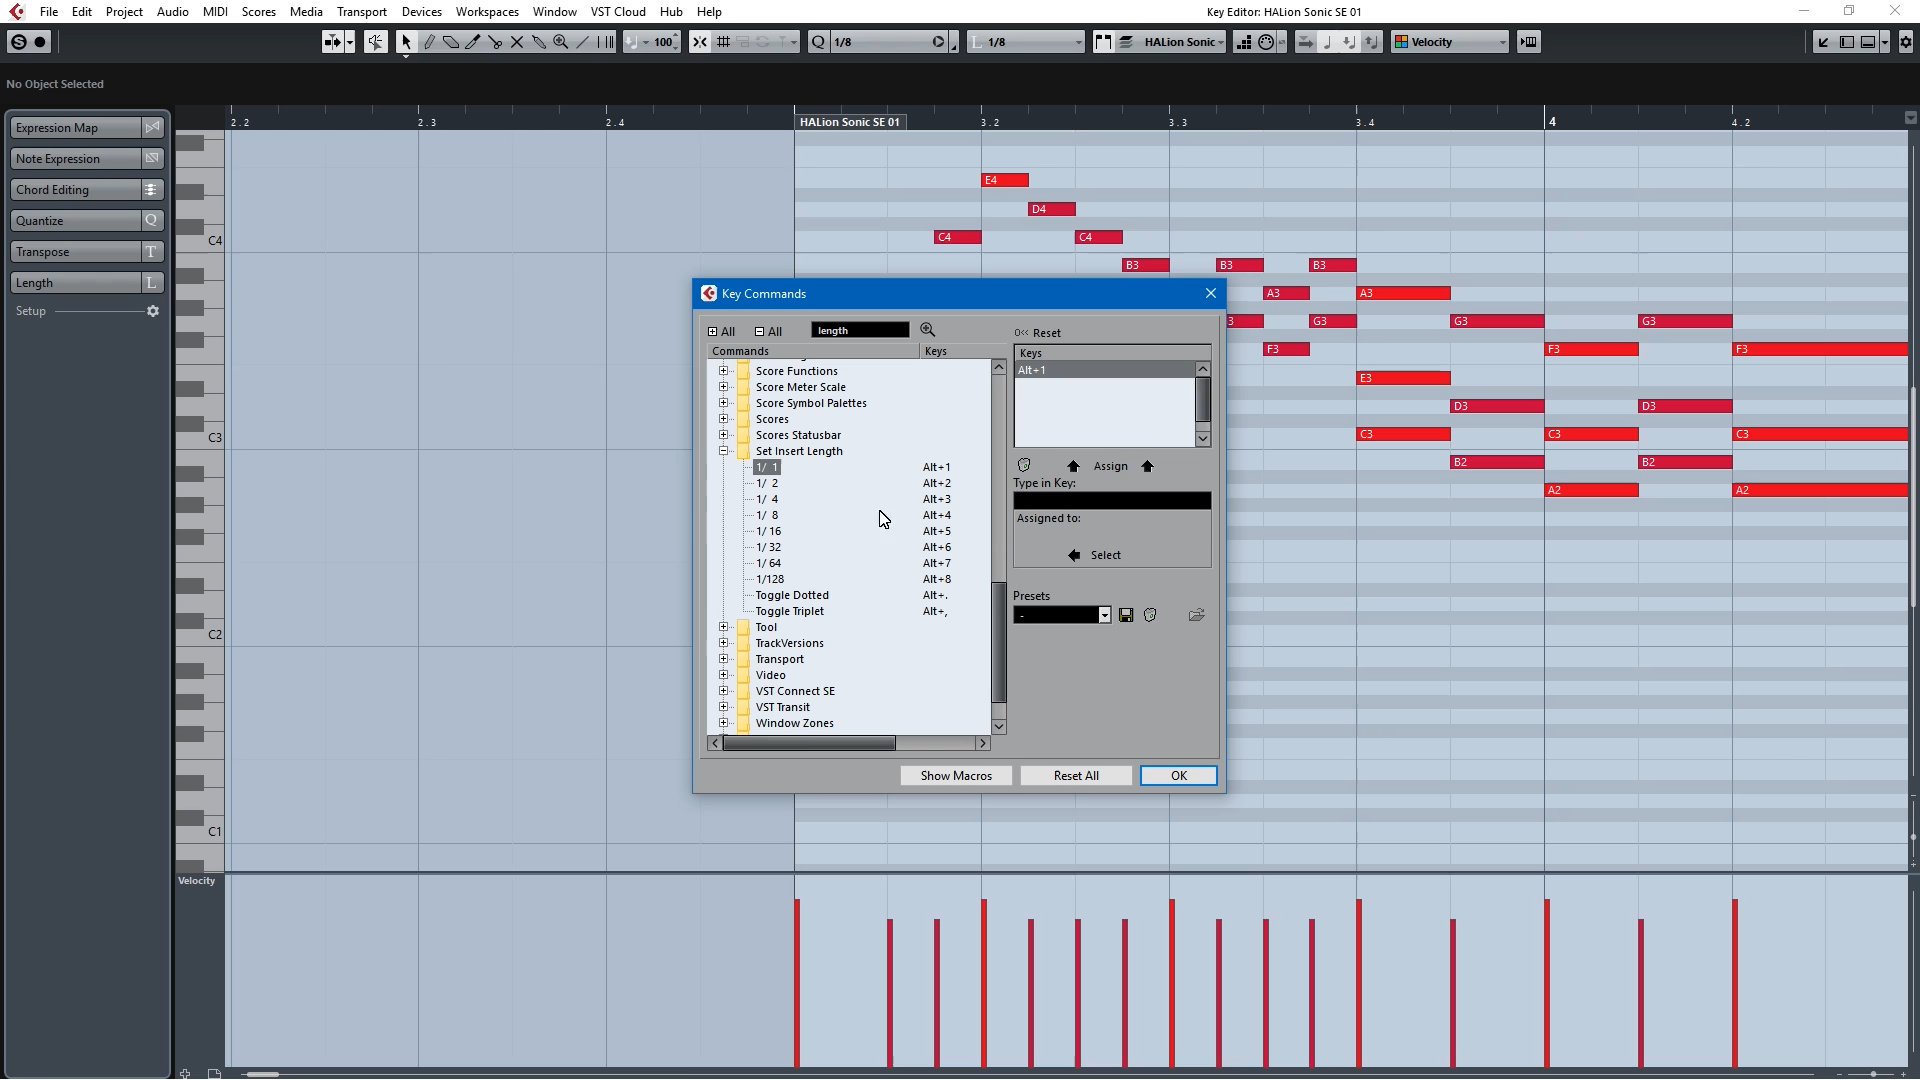 File Edit Project Audio MIDI Scores Media Transport Devices Workspaces Window VST Cloud Hub Help Key Editor: HALion Sonic SE 01
100 Q 1/8 L 1/8 HALion Sonic Velocity
No Object Selected
Expression Map
Note Expression
Chord Editing
Quantize Q
Transpose T
Length L
Setup
2.2 2.3 2.4 HALion Sonic SE 01 3.2 3.3 3.4 4 4.2
E4
D4
C4 C4 C4
B3 B3 B3
A3 A3
3 G3 G3 G3
F3 F3 F3
E3
D3 D3
C3 C3 C3 C3
B2 B2
A2 A2
C2
C1
Velocity
Key Commands
All All length
Commands Keys
Score Functions
Score Meter Scale
Score Symbol Palettes
Scores
Scores Statusbar
Set Insert Length
1/ 1 Alt+1
1/ 2 Alt+2
1/ 4 Alt+3
1/ 8 Alt+4
1/ 16 Alt+5
1/ 32 Alt+6
1/ 64 Alt+7
1/128 Alt+8
Toggle Dotted Alt+.
Toggle Triplet Alt+,
Tool
TrackVersions
Transport
Video
VST Connect SE
VST Transit
Window Zones
0<< Reset
Keys
Alt+1
Assign
Type in Key:
Assigned to:
Select
Presets
-
Show Macros Reset All OK